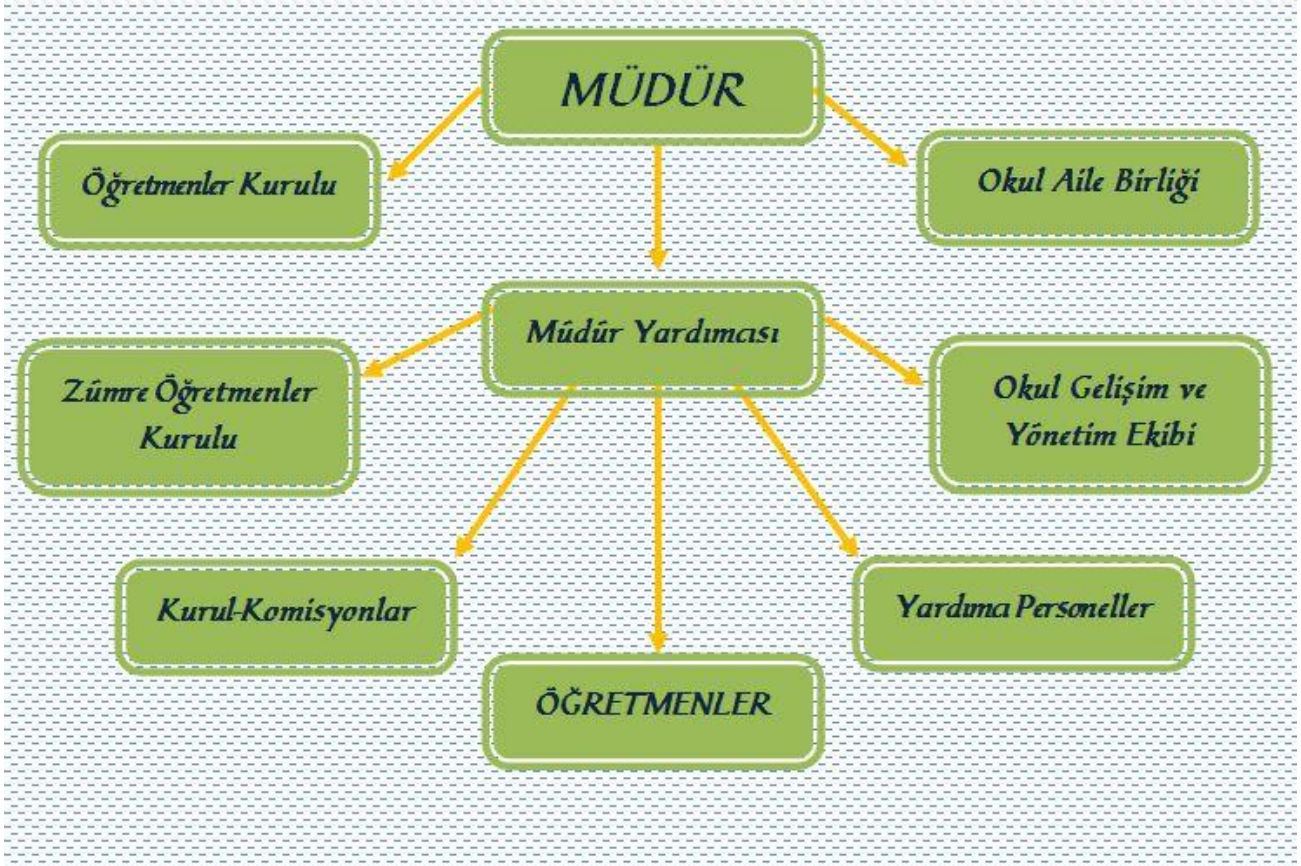 MÜDÜR
Öğretmenler Kurulu
Okul Aile Birliği
Müdür Yardımcısı
Zümre Öğretmenler
Kurulu
Okul Gelişim ve
Yönetim Ekibi
Kurul-Komisyonlar
Yardımcı Personeller
ÖĞRETMENLER